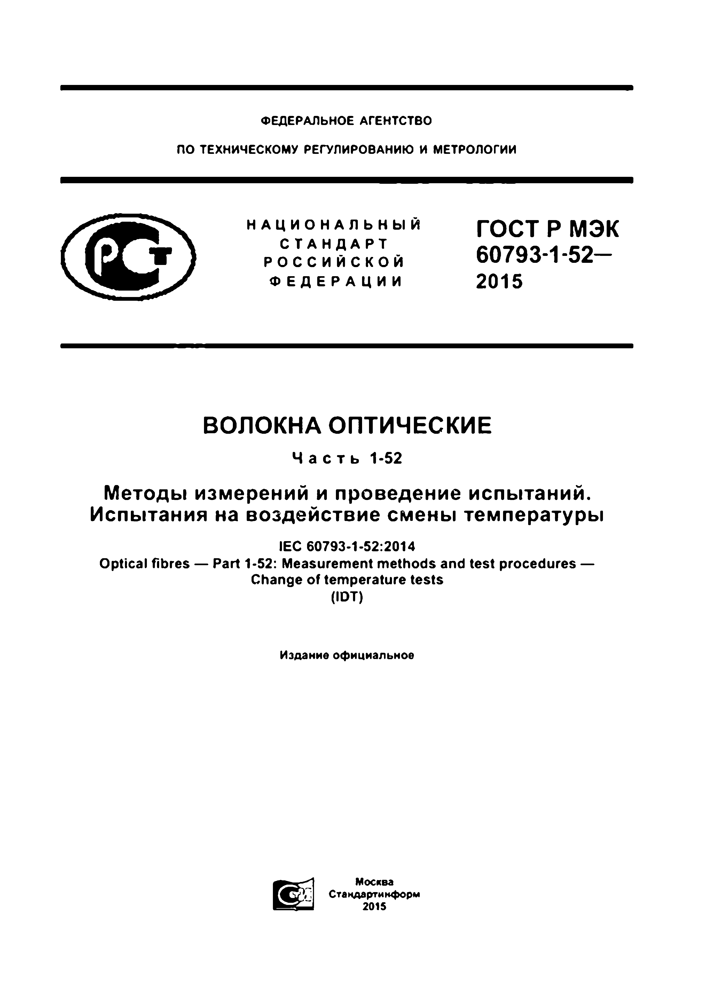 ФЕДЕРАЛЬНОЕ АГЕНТСТВО
ПО ТЕХНИЧЕСКОМУ РЕГУЛИРОВАНИЮ И МЕТРОЛОГИИ
НАЦИОНАЛЬНЫЙ
СТАНДАРТ
РОССИЙСКОЙ
ФЕДЕРАЦИИ
ГОСТ Р МЭК
60793-1-52—
2015
ВОЛОКНА ОПТИЧЕСКИЕ
Часть 1-52
Методы измерений и проведение испытаний.
Испытания на воздействие смены температуры
IEC 60793-1-52:2014
Optical fibres — Part 1-52: Measurement methods and test procedures —
Change of temperature tests
(IDT)
Издание официальное
Москва
Стандартинформ
2015